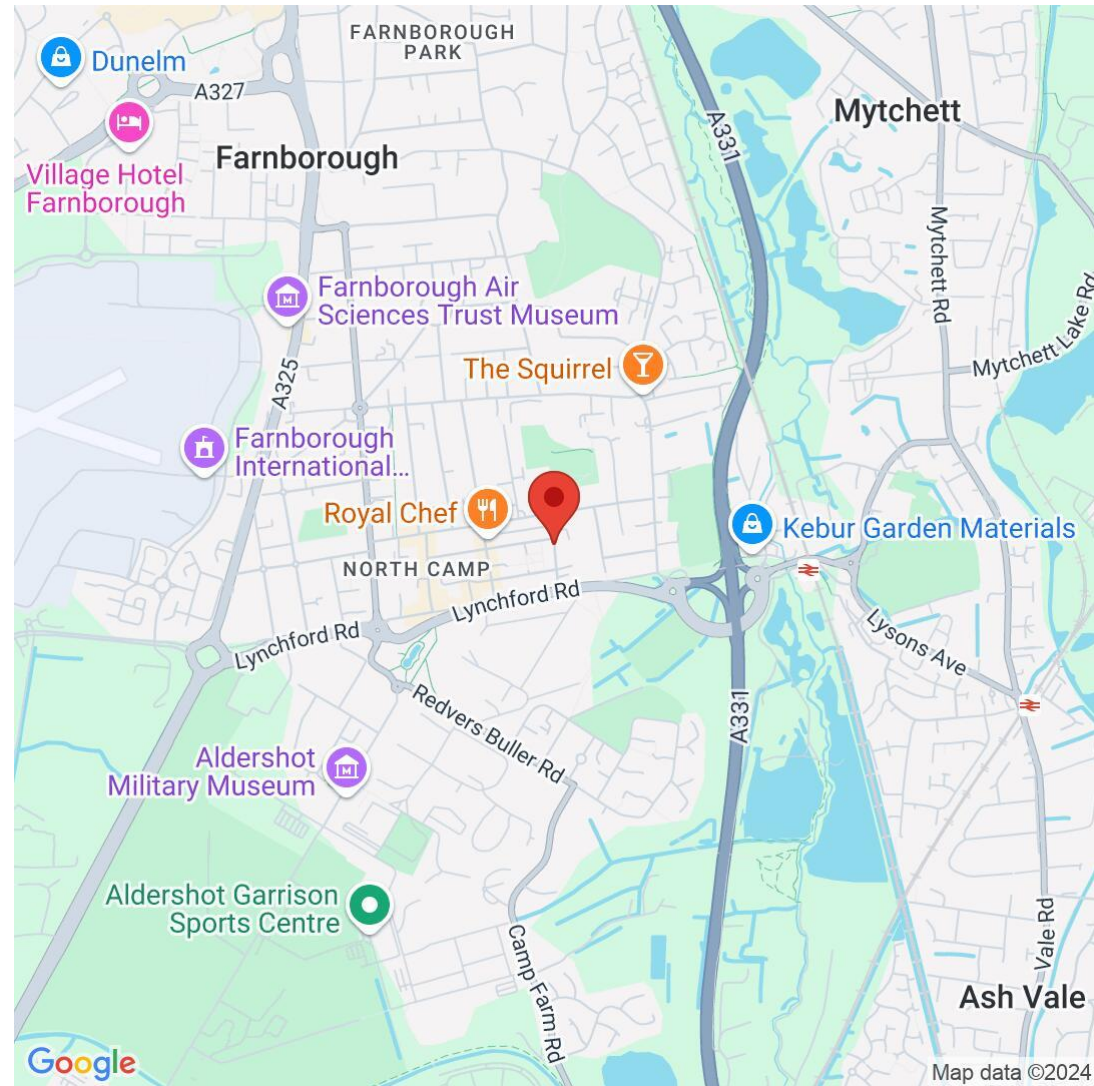 FARNBOROUGH
PARK
Dunelm
A327
Mytchett
A331
Farnborough
Village Hotel
Farnborough
Mytchett Rd
Farnborough Air
Sciences Trust Museum
Mytchett Lake Rd
The Squirrel
A325
Farnborough
International...
Royal Chef
Kebur Garden Materials
NORTH CAMP
Lynchford Rd
Lynchford Rd
Lysons Ave
Redvers Buller Rd
A331
Aldershot
Military Museum
Aldershot Garrison
Sports Centre
Camp Farm Rd
Vale Rd
Ash Vale
Google
Map data ©2024